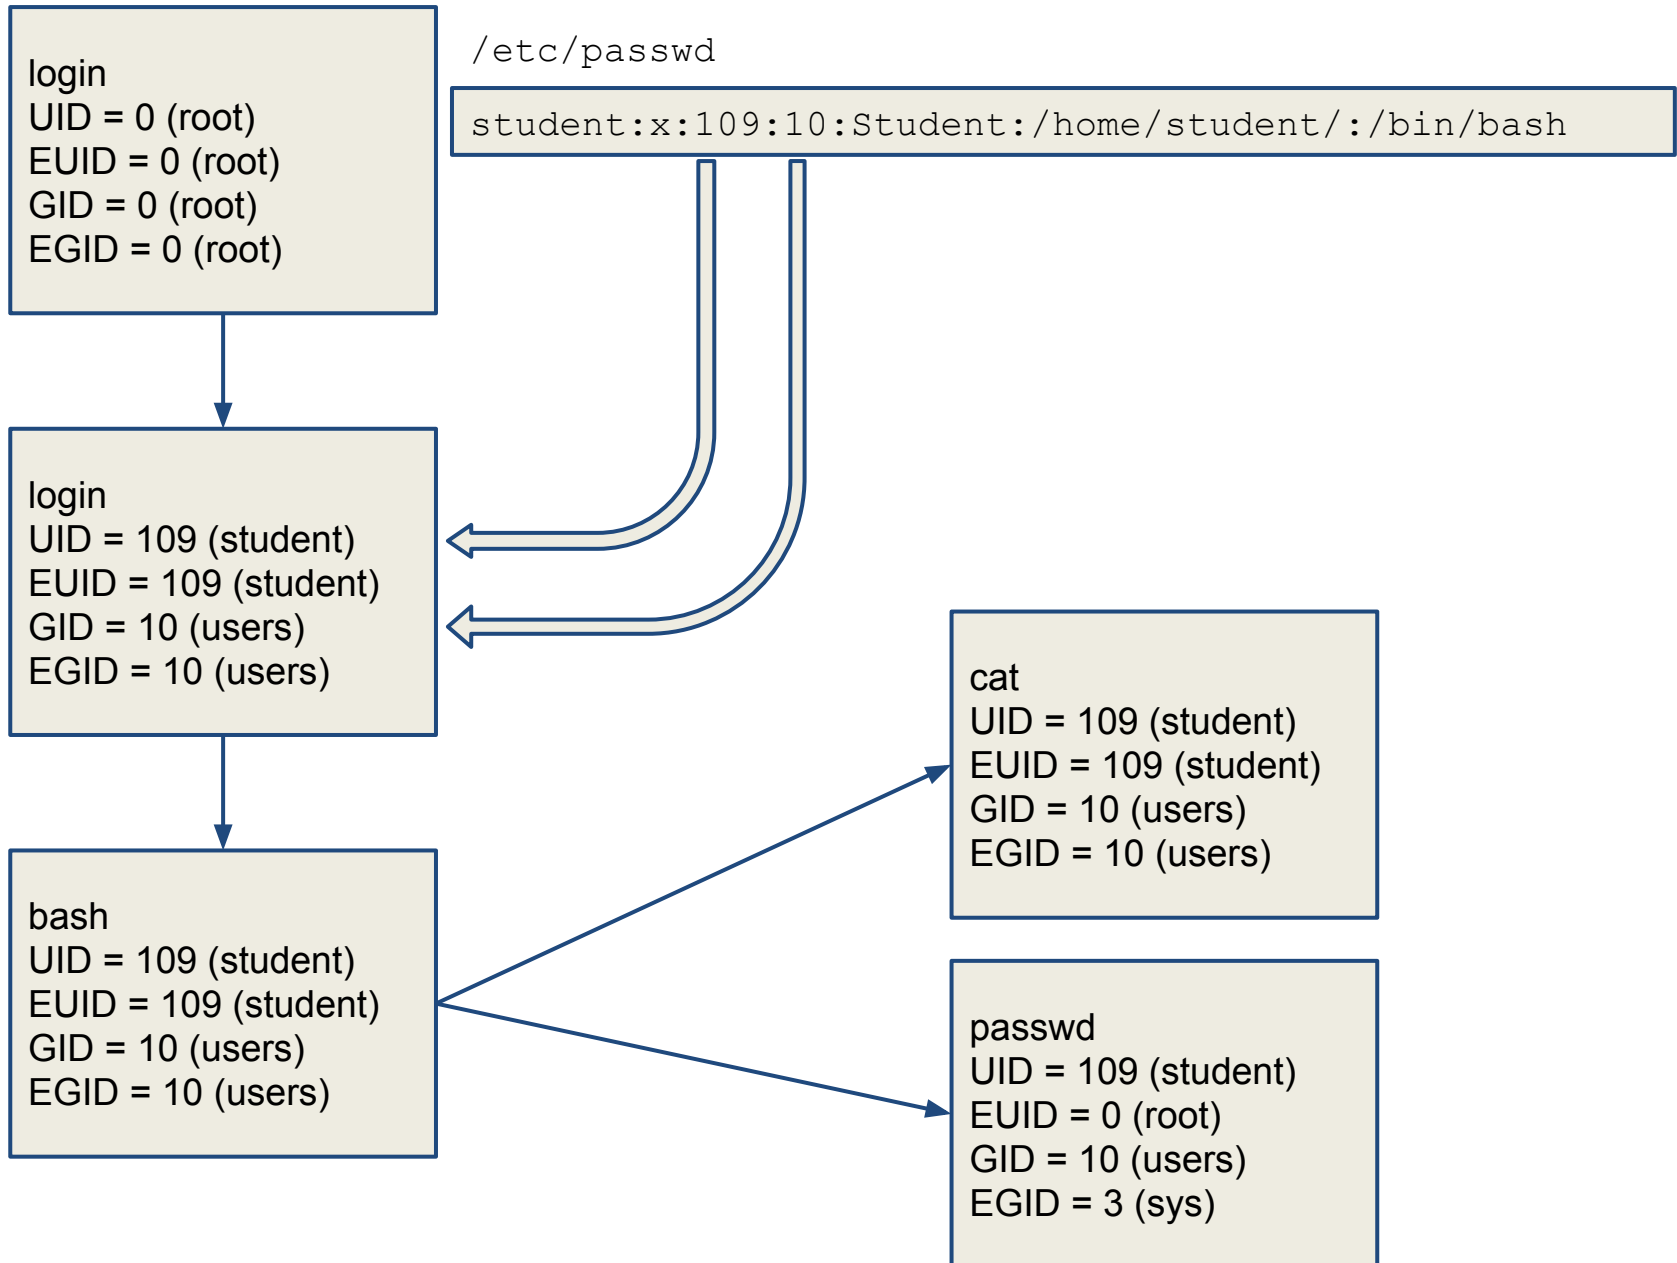 login
UID = 0 (root)
EUID = 0 (root)
GID = 0 (root)
EGID = 0 (root)
/etc/passwd
student:x:109:10:Student:/home/student/:/bin/bash
login
UID = 109 (student)
EUID = 109 (student)
GID = 10 (users)
EGID = 10 (users)
bash
UID = 109 (student)
EUID = 109 (student)
GID = 10 (users)
EGID = 10 (users)
cat
UID = 109 (student)
EUID = 109 (student)
GID = 10 (users)
EGID = 10 (users)
passwd
UID = 109 (student)
EUID = 0 (root)
GID = 10 (users)
EGID = 3 (sys)